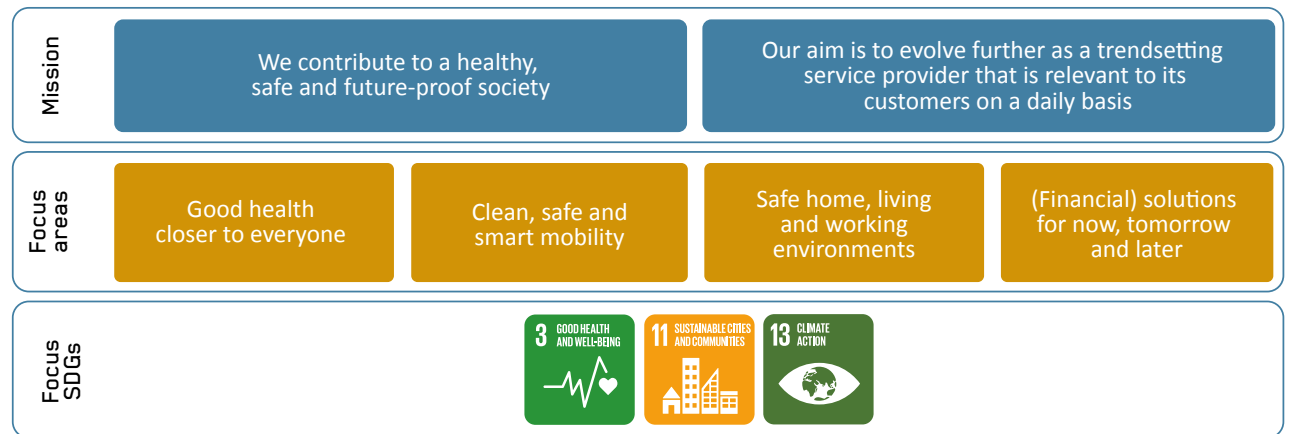 Mission
We contribute to a healthy,
safe and future-proof society
Our aim is to evolve further as a trendsetting
service provider that is relevant to its
customers on a daily basis
Focus
areas
Good health
closer to everyone
Clean, safe and
smart mobility
Safe home, living
and working
environments
(Financial) solutions
for now, tomorrow
and later
Focus
SDGs
3 GOOD HEALTH
AND WELL-BEING
11 SUSTAINABLE CITIES
AND COMMUNITIES
13 CLIMATE
ACTION